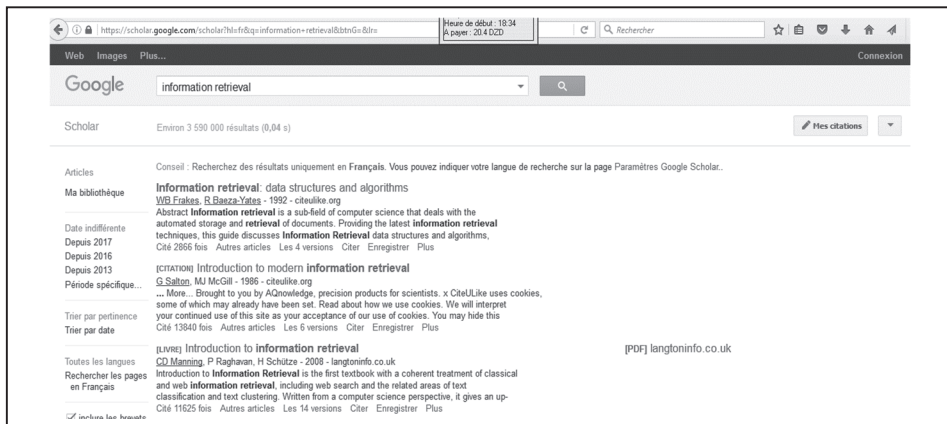 Heure de début : 18:34
A payer : 20.4 DZD
https://scholar.google.com/scholar?hl=fr&q=information+retrieval&btnG=&lr=
Rechercher
Web Images Plus...
Connexion
Google
information retrieval
Scholar
Environ 3 590 000 résultats (0,04 s)
Mes citations
Articles
Ma bibliothèque
Date indifférente
Depuis 2017
Depuis 2016
Depuis 2013
Période spécifique...
Trier par pertinence
Trier par date
Toutes les langues
Rechercher les pages
en Français
inclure les brevets
Conseil : Recherchez des résultats uniquement en Français. Vous pouvez indiquer votre langue de recherche sur la page Paramètres Google Scholar..
Information retrieval: data structures and algorithms
WB Frakes, R Baeza-Yates - 1992 - citeulike.org
Abstract Information retrieval is a sub-field of computer science that deals with the
automated storage and retrieval of documents. Providing the latest information retrieval
techniques, this guide discusses Information Retrieval data structures and algorithms,
Cité 2866 fois Autres articles Les 4 versions Citer Enregistrer Plus
[CITATION] Introduction to modern information retrieval
G Salton, MJ McGill - 1986 - citeulike.org
... More... Brought to you by AQnowledge, precision products for scientists. x CiteULike uses cookies,
some of which may already have been set. Read about how we use cookies. We will interpret
your continued use of this site as your acceptance of our use of cookies. You may hide this
Cité 13840 fois Autres articles Les 6 versions Citer Enregistrer Plus
[LIVRE] Introduction to information retrieval
CD Manning, P Raghavan, H Schütze - 2008 - langtoninfo.co.uk
Introduction to Information Retrieval is the first textbook with a coherent treatment of classical
and web information retrieval, including web search and the related areas of text
classification and text clustering. Written from a computer science perspective, it gives an up-
Cité 11625 fois Autres articles Les 14 versions Citer Enregistrer Plus
[PDF] langtoninfo.co.uk